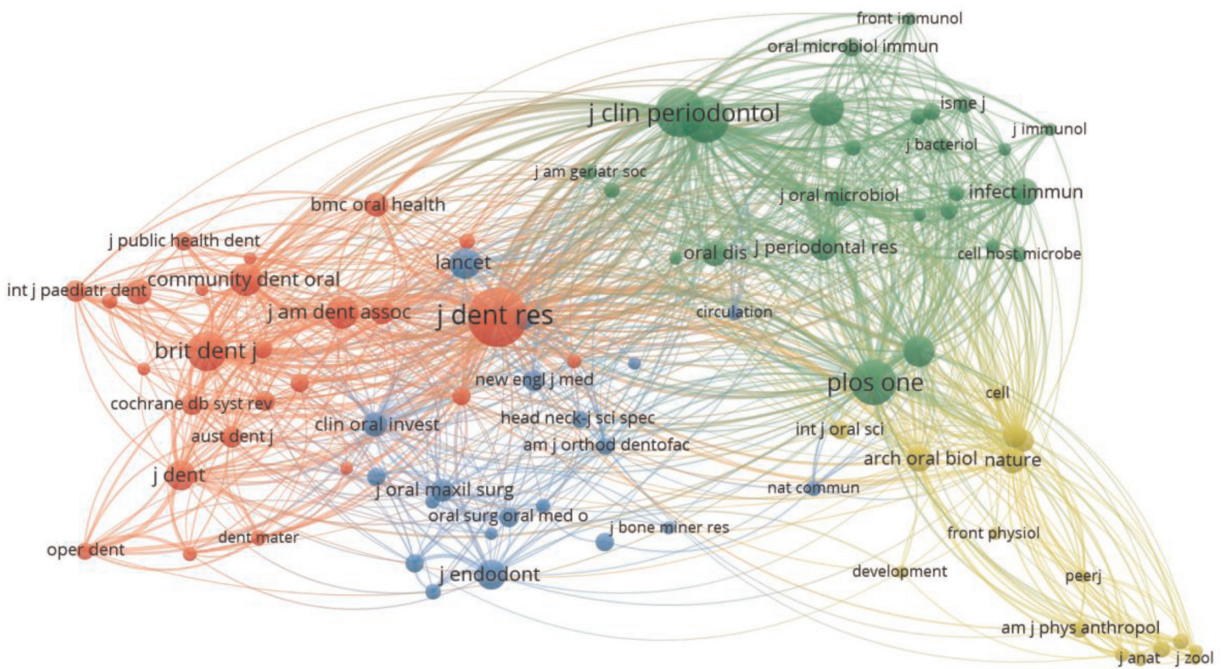 front immunol
oral microbiol immun
isme j
j clin periodontol
j immunol
j bacteriol
j am geriatr soc
j oral microbiol
infect immun
bmc oral health
j public health dent
oral dis
j periodontal res
cell host microbe
lancet
community dent oral
int j paediatr dent
j am dent assoc
j dent res
circulation
brit dent j
new engl j med
plos one
cell
cochrane db syst rev
head neck-j sci spec
clin oral invest
int j oral sci
aust dent j
am j orthod dentofac
arch oral biol
nature
j dent
j oral maxil surg
nat commun
oral surg oral med o
j bone miner res
dent mater
front physiol
oper dent
j endodont
development
peerj
am j phys anthropol
j anat
j zool